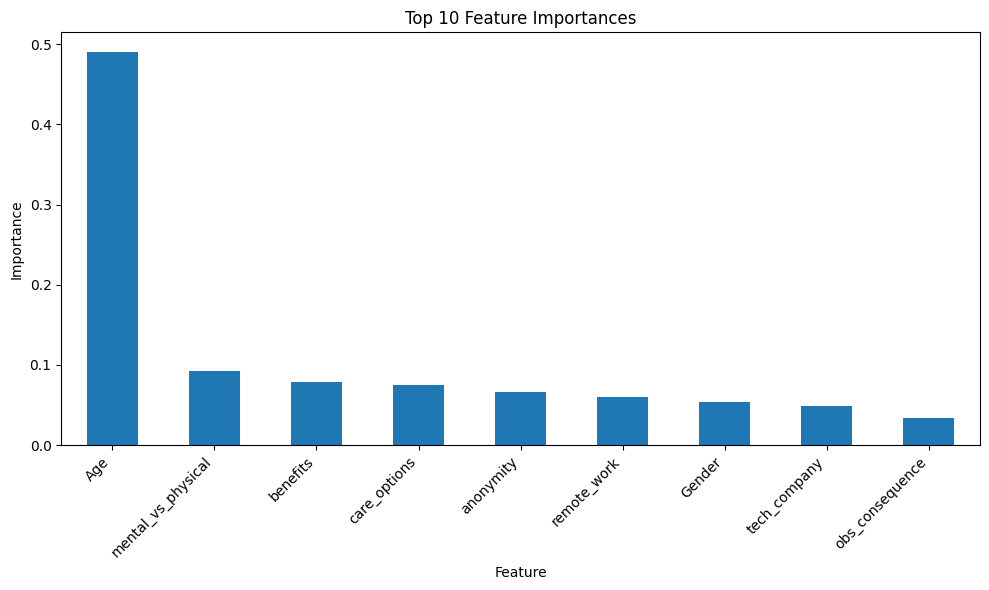 Top 10 Feature Importances
Importance
0.5
0.4
0.3
0.2
0.1
0.0
Age
mental_vs_physical
benefits
care_options
anonymity
remote_work
Gender
tech_company
obs_consequence
Feature